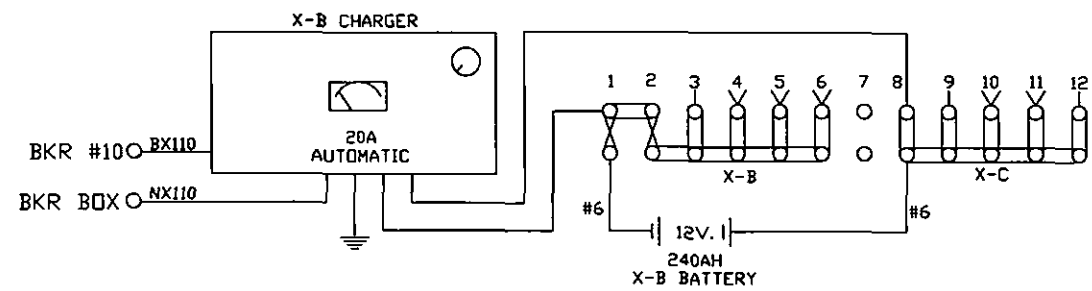 X-B CHARGER
20A
AUTOMATIC
BKR #10
BX110
BKR BOX
NX110
1 2 3 4 5 6 7 8 9 10 11 12
X-B
X-C
#6
#6
12V.
240AH
X-B BATTERY